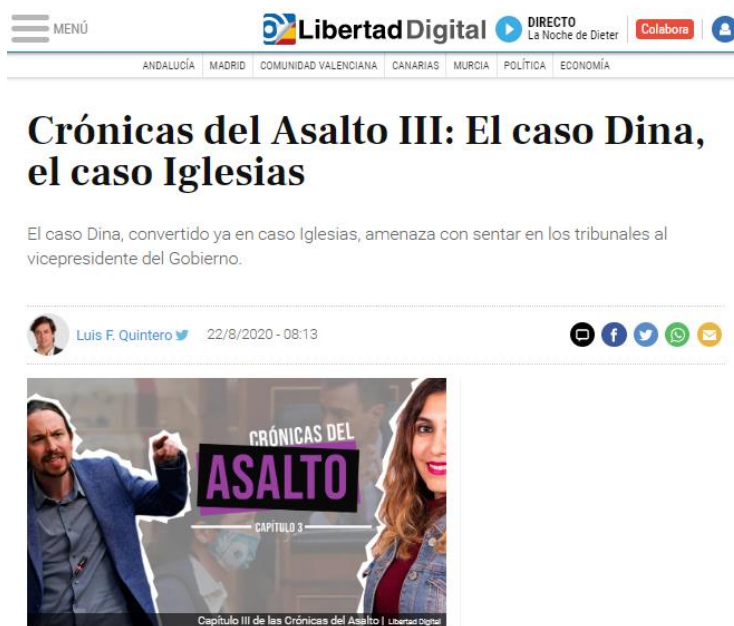 MENÚ
Libertad Digital
DIRECTO
La Noche de Dieter
Colabora
ANDALUCÍA MADRID COMUNIDAD VALENCIANA CANARIAS MURCIA POLÍTICA ECONOMÍA
Crónicas del Asalto III: El caso Dina,
el caso Iglesias
El caso Dina, convertido ya en caso Iglesias, amenaza con sentar en los tribunales al
vicepresidente del Gobierno.
Luis F. Quintero 22/8/2020 - 08:13
CRÓNICAS DEL
ASALTO
CAPÍTULO 3
Capítulo III de las Crónicas del Asalto | Libertad Digital